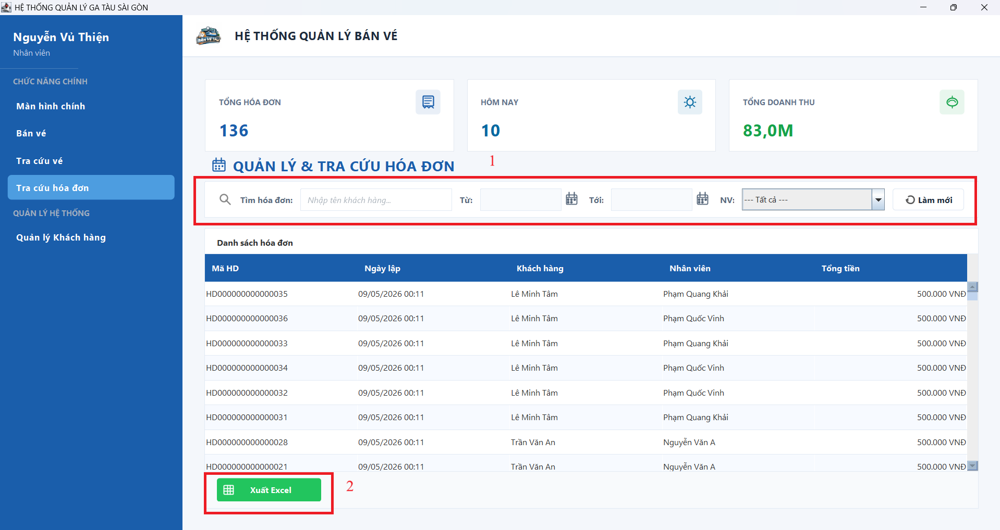 HỆ THỐNG QUẢN LÝ GA TÀU SÀI GÒN
Nguyễn Vủ Thiện
Nhân viên
CHỨC NĂNG CHÍNH
Màn hình chính
Bán vé
Tra cứu vé
Tra cứu hóa đơn
QUẢN LÝ HỆ THỐNG
Quản lý Khách hàng
BÁN VÉ TÀU
HỆ THỐNG QUẢN LÝ BÁN VÉ
TỔNG HÓA ĐƠN
136
HÔM NAY
10
TỔNG DOANH THU
83,0M
QUẢN LÝ & TRA CỨU HÓA ĐƠN
1
Tìm hóa đơn: Nhập tên khách hàng... Từ: Tới: NV: --- Tất cả --- Làm mới
Danh sách hóa đơn
Mã HD Ngày lập Khách hàng Nhân viên Tổng tiền
HD000000000000035 09/05/2026 00:11 Lê Minh Tâm Phạm Quang Khải 500.000 VNĐ
HD000000000000036 09/05/2026 00:11 Lê Minh Tâm Phạm Quốc Vinh 500.000 VNĐ
HD000000000000033 09/05/2026 00:11 Lê Minh Tâm Phạm Quang Khải 500.000 VNĐ
HD000000000000034 09/05/2026 00:11 Lê Minh Tâm Phạm Quốc Vinh 500.000 VNĐ
HD000000000000032 09/05/2026 00:11 Lê Minh Tâm Phạm Quốc Vinh 500.000 VNĐ
HD000000000000031 09/05/2026 00:11 Lê Minh Tâm Phạm Quang Khải 500.000 VNĐ
HD000000000000028 09/05/2026 00:11 Trần Văn An Nguyễn Văn A 500.000 VNĐ
HD000000000000021 09/05/2026 00:11 Trần Văn An Nguyễn Văn A 500.000 VNĐ
Xuất Excel
2